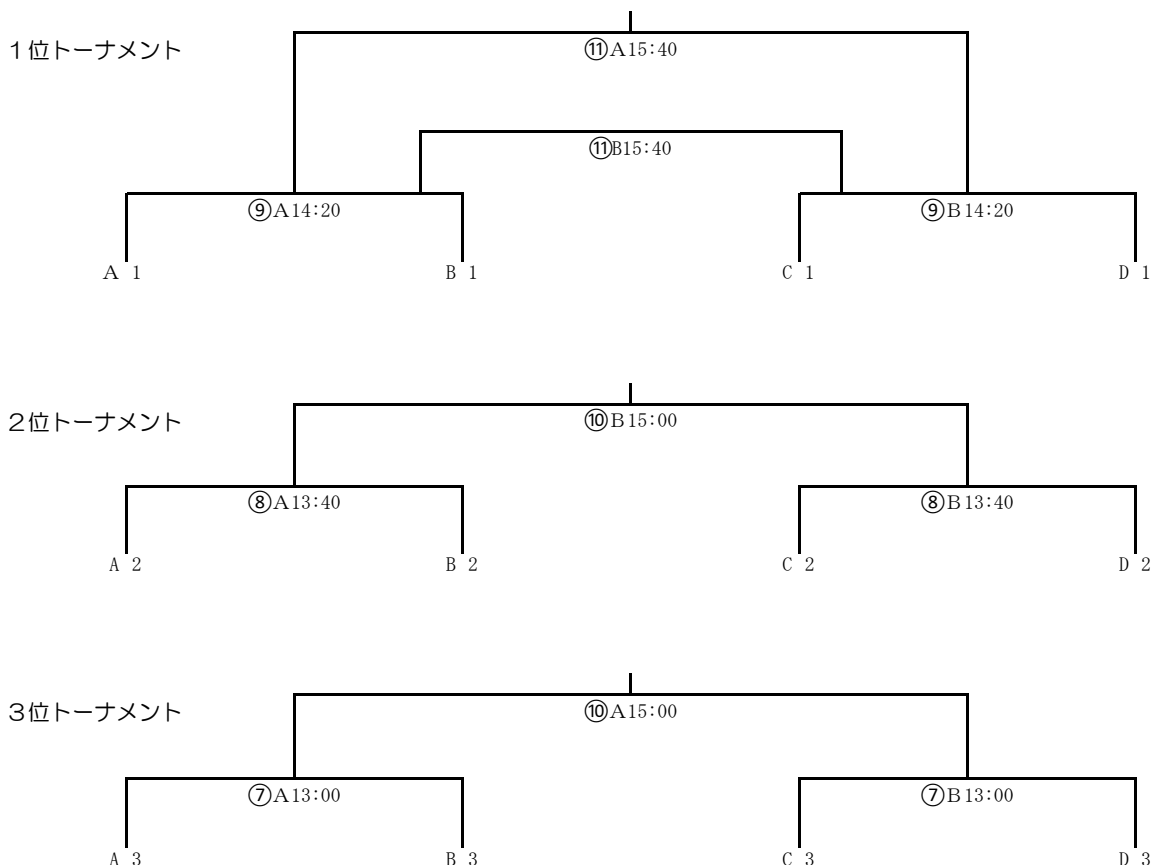 1位トーナメント
⑪A15:40
⑪B15:40
⑨A14:20
⑨B14:20
A 1
B 1
C 1
D 1
2位トーナメント
⑩B15:00
⑧A13:40
⑧B13:40
A 2
B 2
C 2
D 2
3位トーナメント
⑩A15:00
⑦A13:00
⑦B13:00
A 3
B 3
C 3
D 3